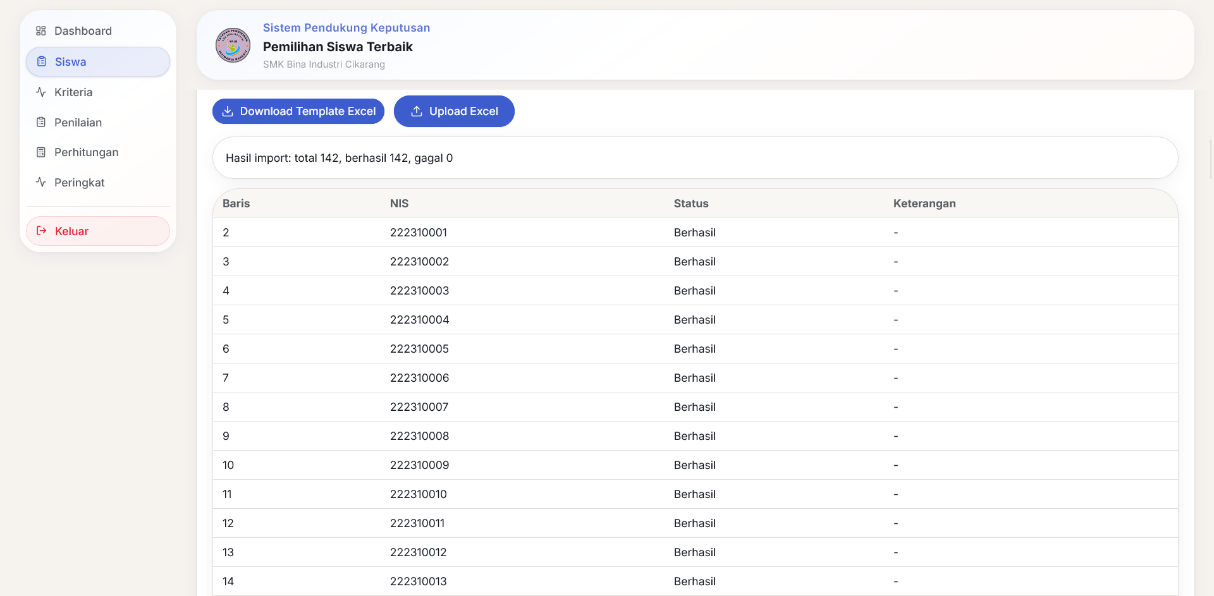 Dashboard
Siswa
Kriteria
Penilaian
Perhitungan
Peringkat
Keluar
Sistem Pendukung Keputusan
Pemilihan Siswa Terbaik
SMK Bina Industri Cikarang
Download Template Excel Upload Excel
Hasil import: total 142, berhasil 142, gagal 0
Baris NIS Status Keterangan
2 222310001 Berhasil -
3 222310002 Berhasil -
4 222310003 Berhasil -
5 222310004 Berhasil -
6 222310005 Berhasil -
7 222310006 Berhasil -
8 222310007 Berhasil -
9 222310008 Berhasil -
10 222310009 Berhasil -
11 222310010 Berhasil -
12 222310011 Berhasil -
13 222310012 Berhasil -
14 222310013 Berhasil -